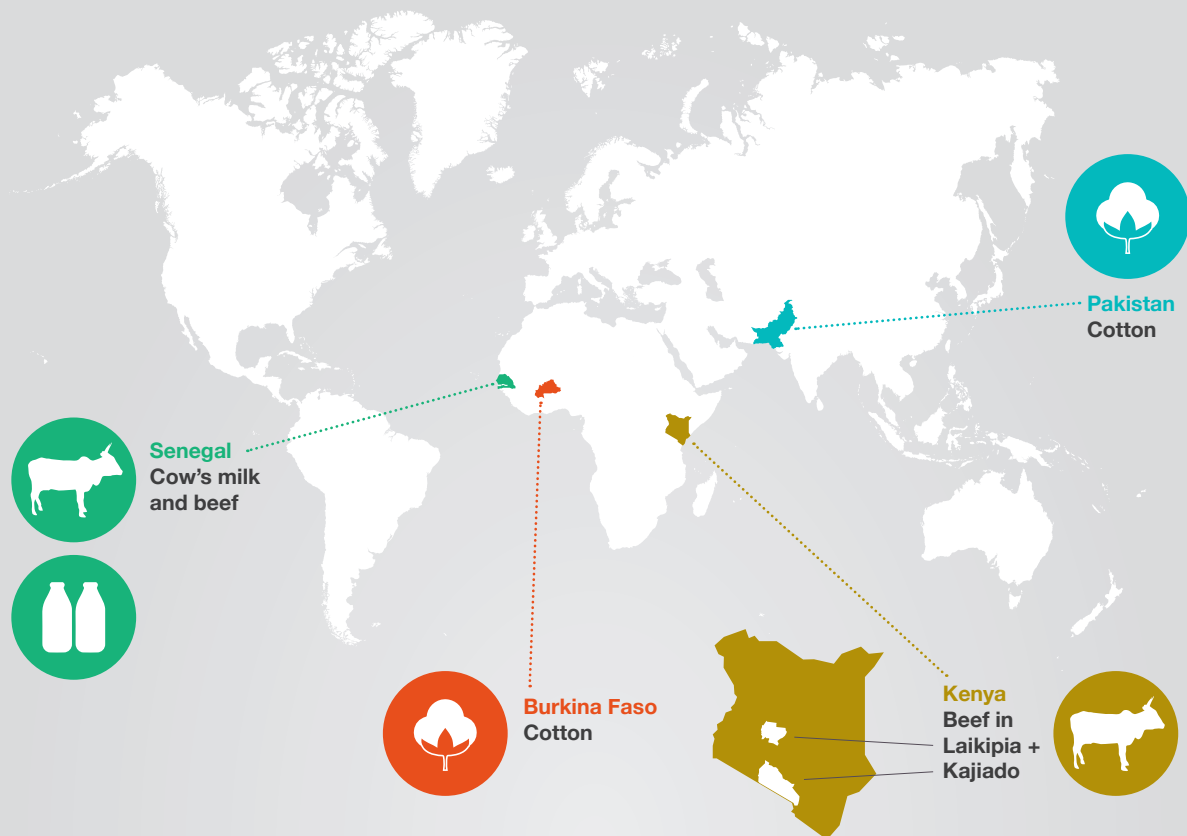 Pakistan
Cotton
Senegal
Cow's milk
and beef
Burkina Faso
Cotton
Kenya
Beef in
Laikipia +
Kajiado